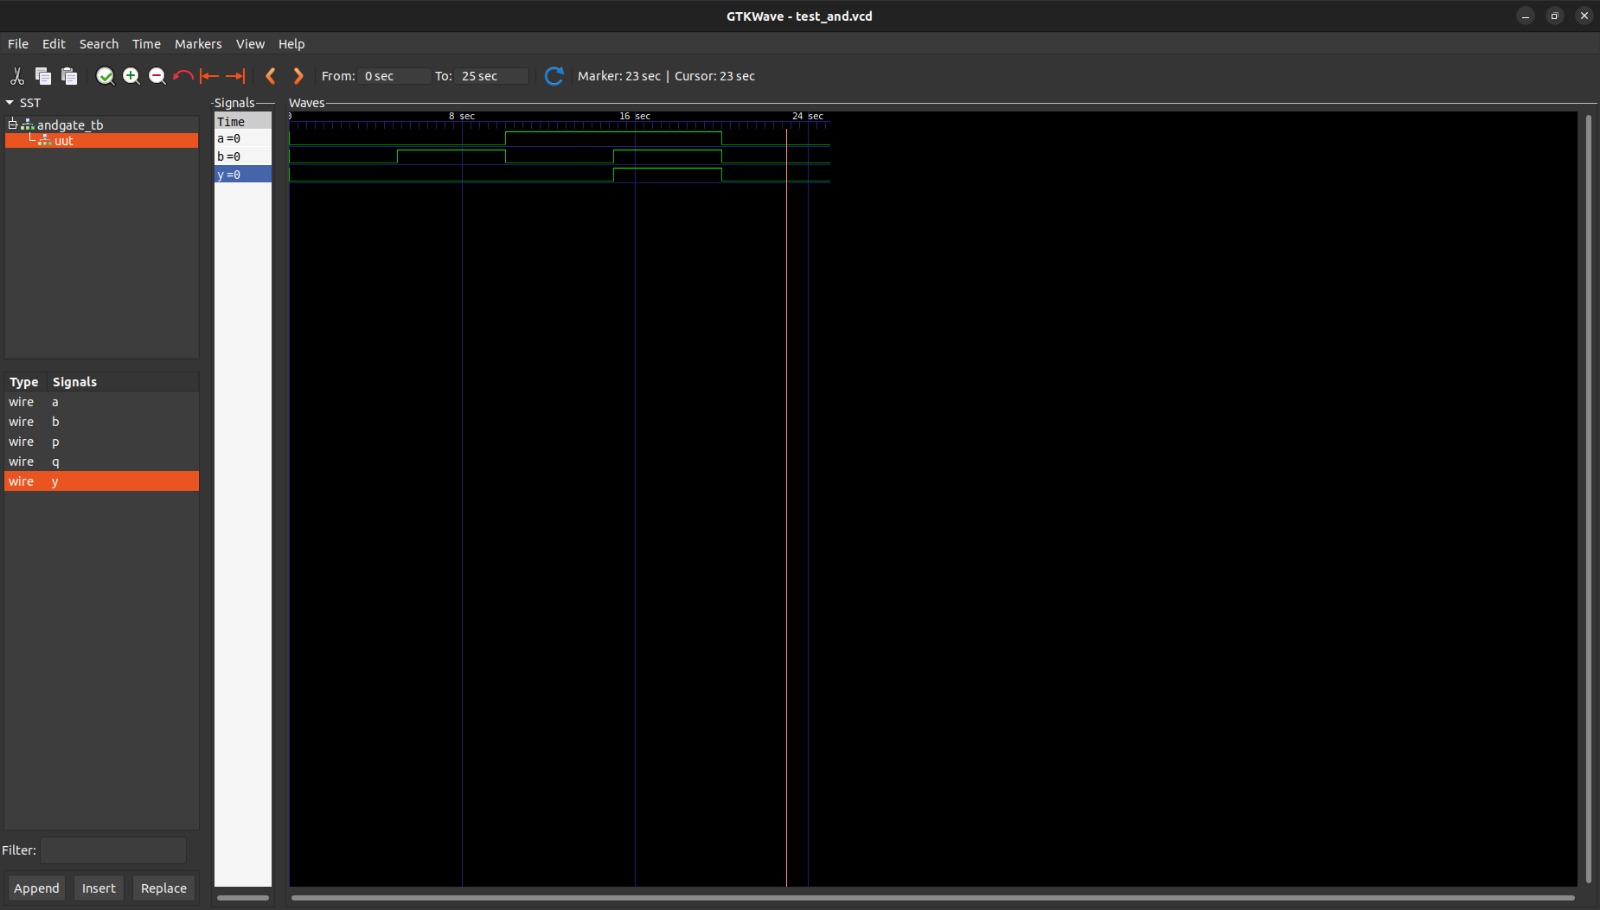 GTKWave - test_and.vcd
File Edit Search Time Markers View Help
From: 0 sec To: 25 sec Marker: 23 sec | Cursor: 23 sec
SST
andgate_tb
uut
Type Signals
wire a
wire b
wire p
wire q
wire y
Filter:
Append Insert Replace
Signals
Time
a=0
b=0
y=0
Waves
8 sec 16 sec 24 sec